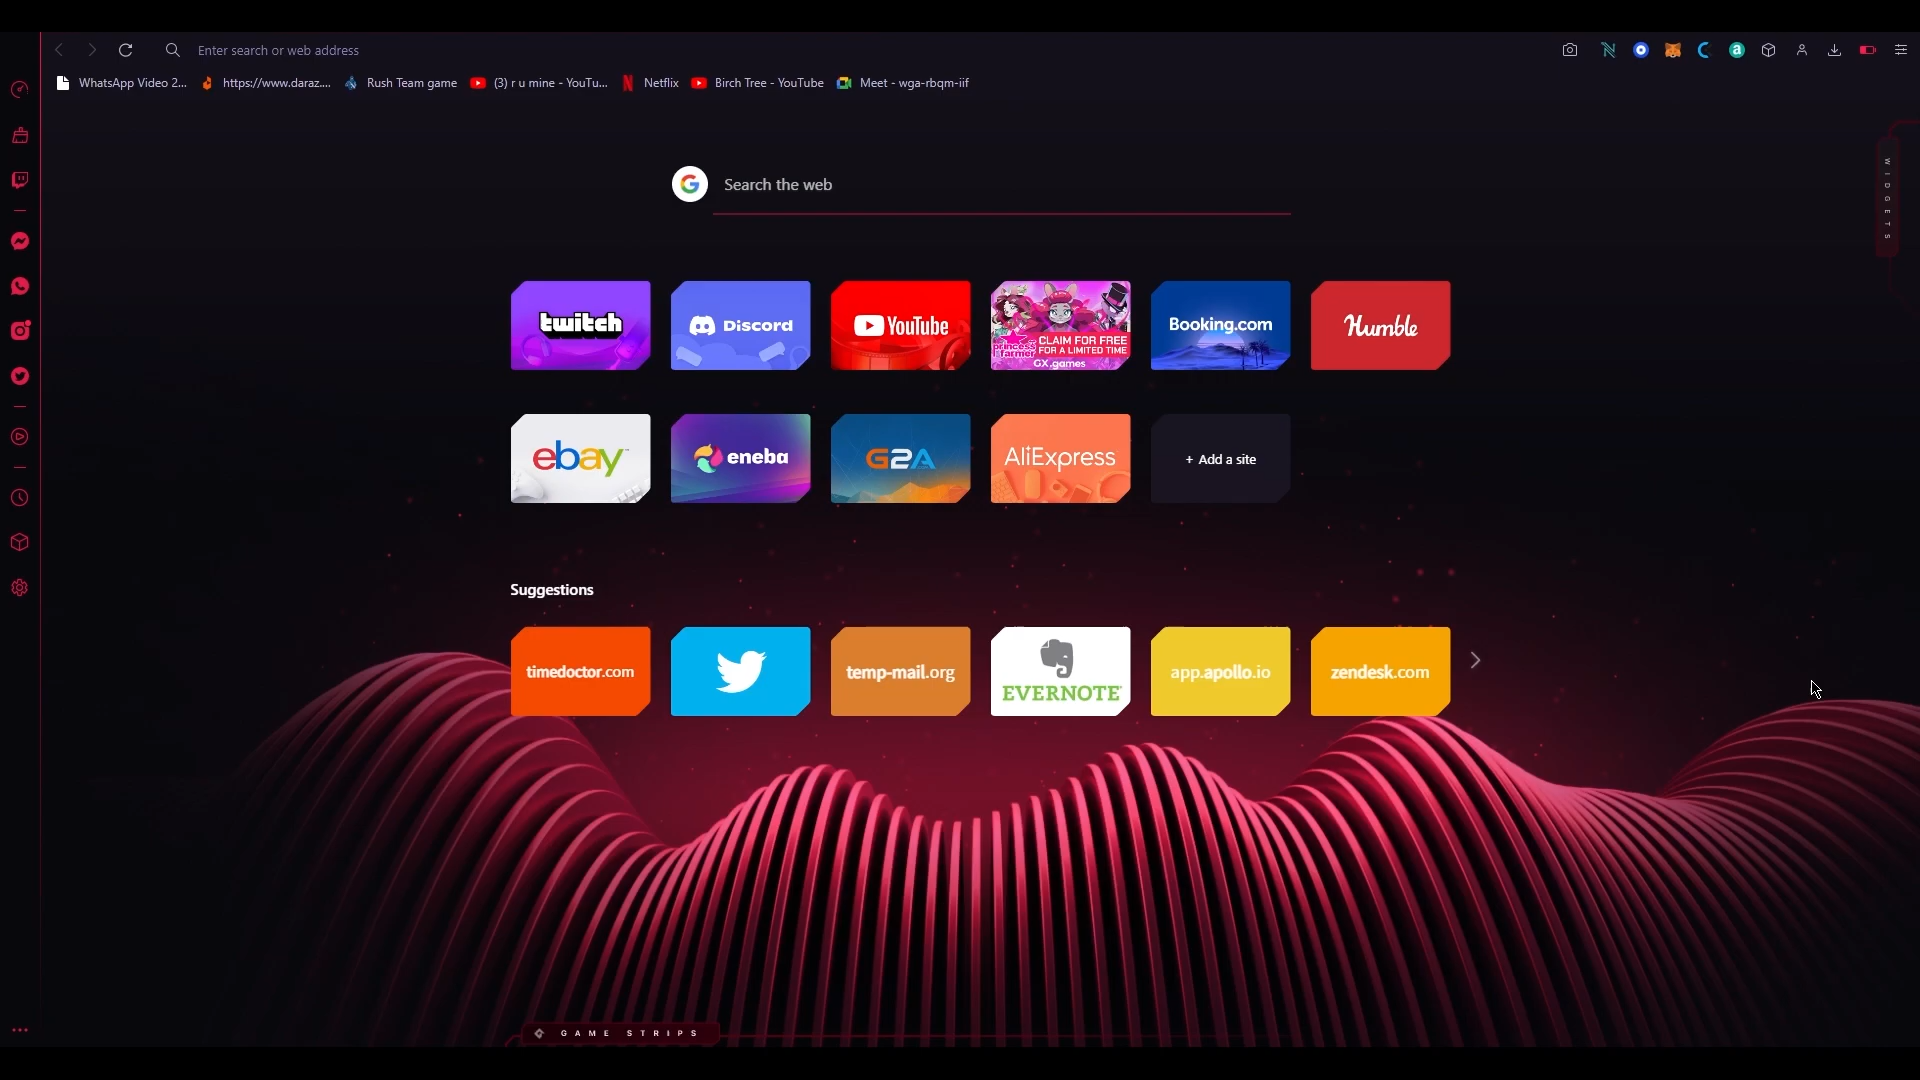 Enter search or web address
WhatsApp Video 2... https://www.daraz.... Rush Team game (3) r u mine - YouTu... Netflix Birch Tree - YouTube Meet - wga-rbqm-iif
WIDGETS
Search the web
twitch Discord YouTube princess farmer CLAIM FOR FREE FOR A LIMITED TIME GX.games Booking.com Humble
ebay eneba G2A AliExpress + Add a site
Suggestions
timedoctor.com temp-mail.org EVERNOTE app.apollo.io zendesk.com
GAME STRIPS